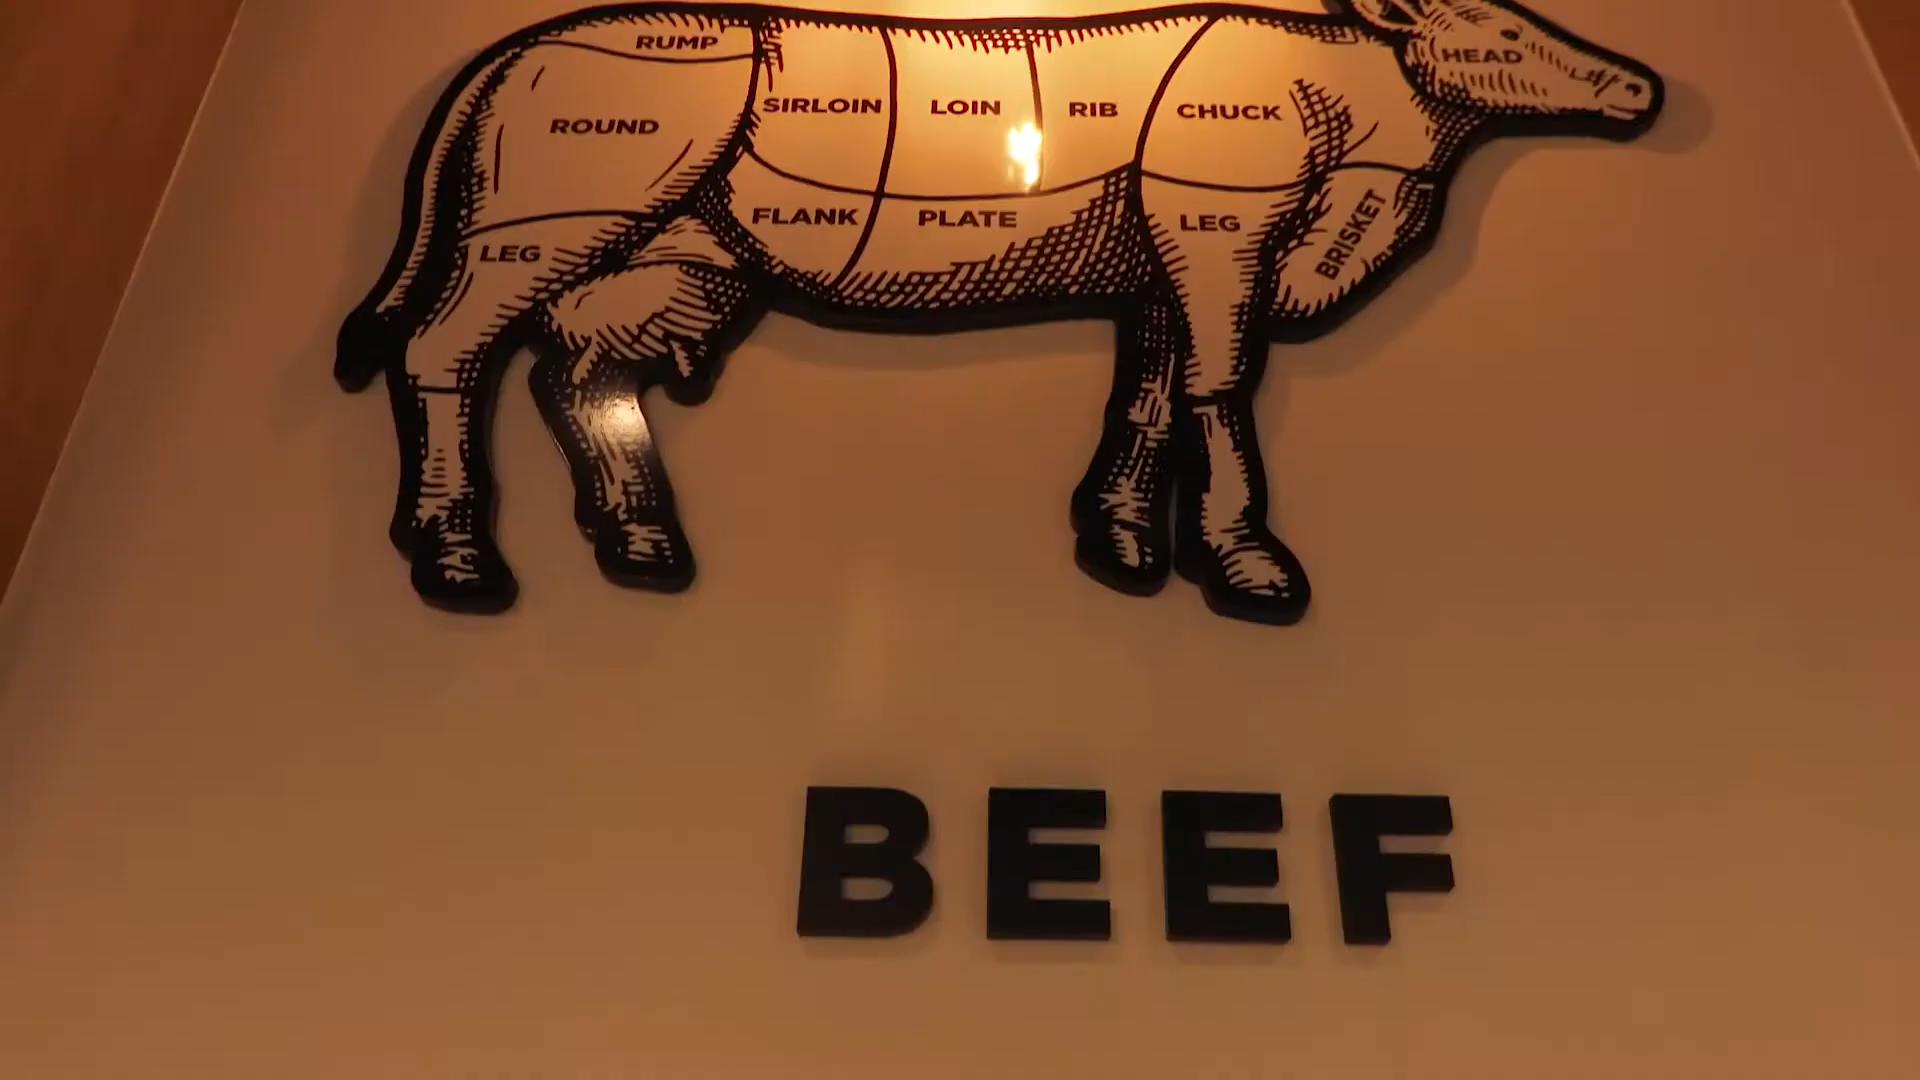 RUMP
HEAD
ROUND
SIRLOIN
LOIN
RIB
CHUCK
FLANK
PLATE
LEG
BRISKET
LEG
BEEF